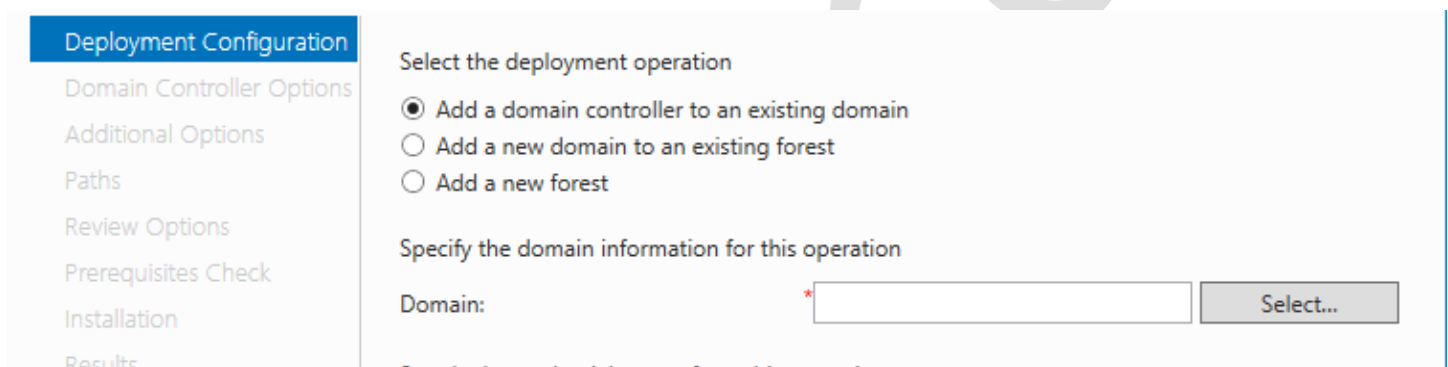 Deployment Configuration
Domain Controller Options
Additional Options
Paths
Review Options
Prerequisites Check
Installation
Results
Select the deployment operation
Add a domain controller to an existing domain
Add a new domain to an existing forest
Add a new forest
Specify the domain information for this operation
Domain: *
Select...